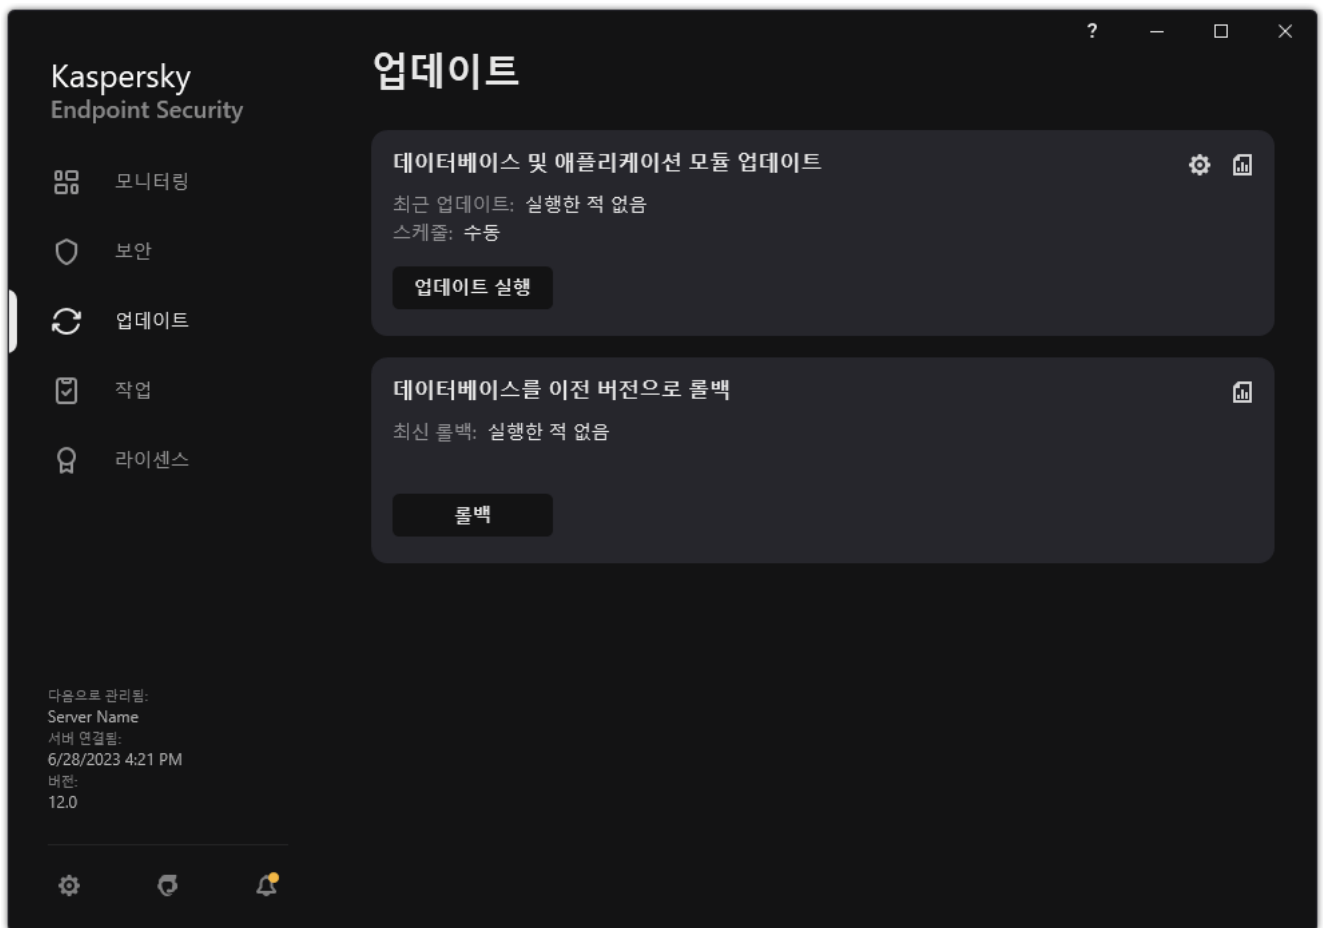 ?
Kaspersky
Endpoint Security
모니터링
보안
업데이트
작업
라이센스
다음으로 관리됨:
Server Name
서버 연결됨:
6/28/2023 4:21 PM
버전:
12.0
업데이트
데이터베이스 및 애플리케이션 모듈 업데이트
최근 업데이트: 실행한 적 없음
스케줄: 수동
업데이트 실행
데이터베이스를 이전 버전으로 롤백
최신 롤백: 실행한 적 없음
롤백